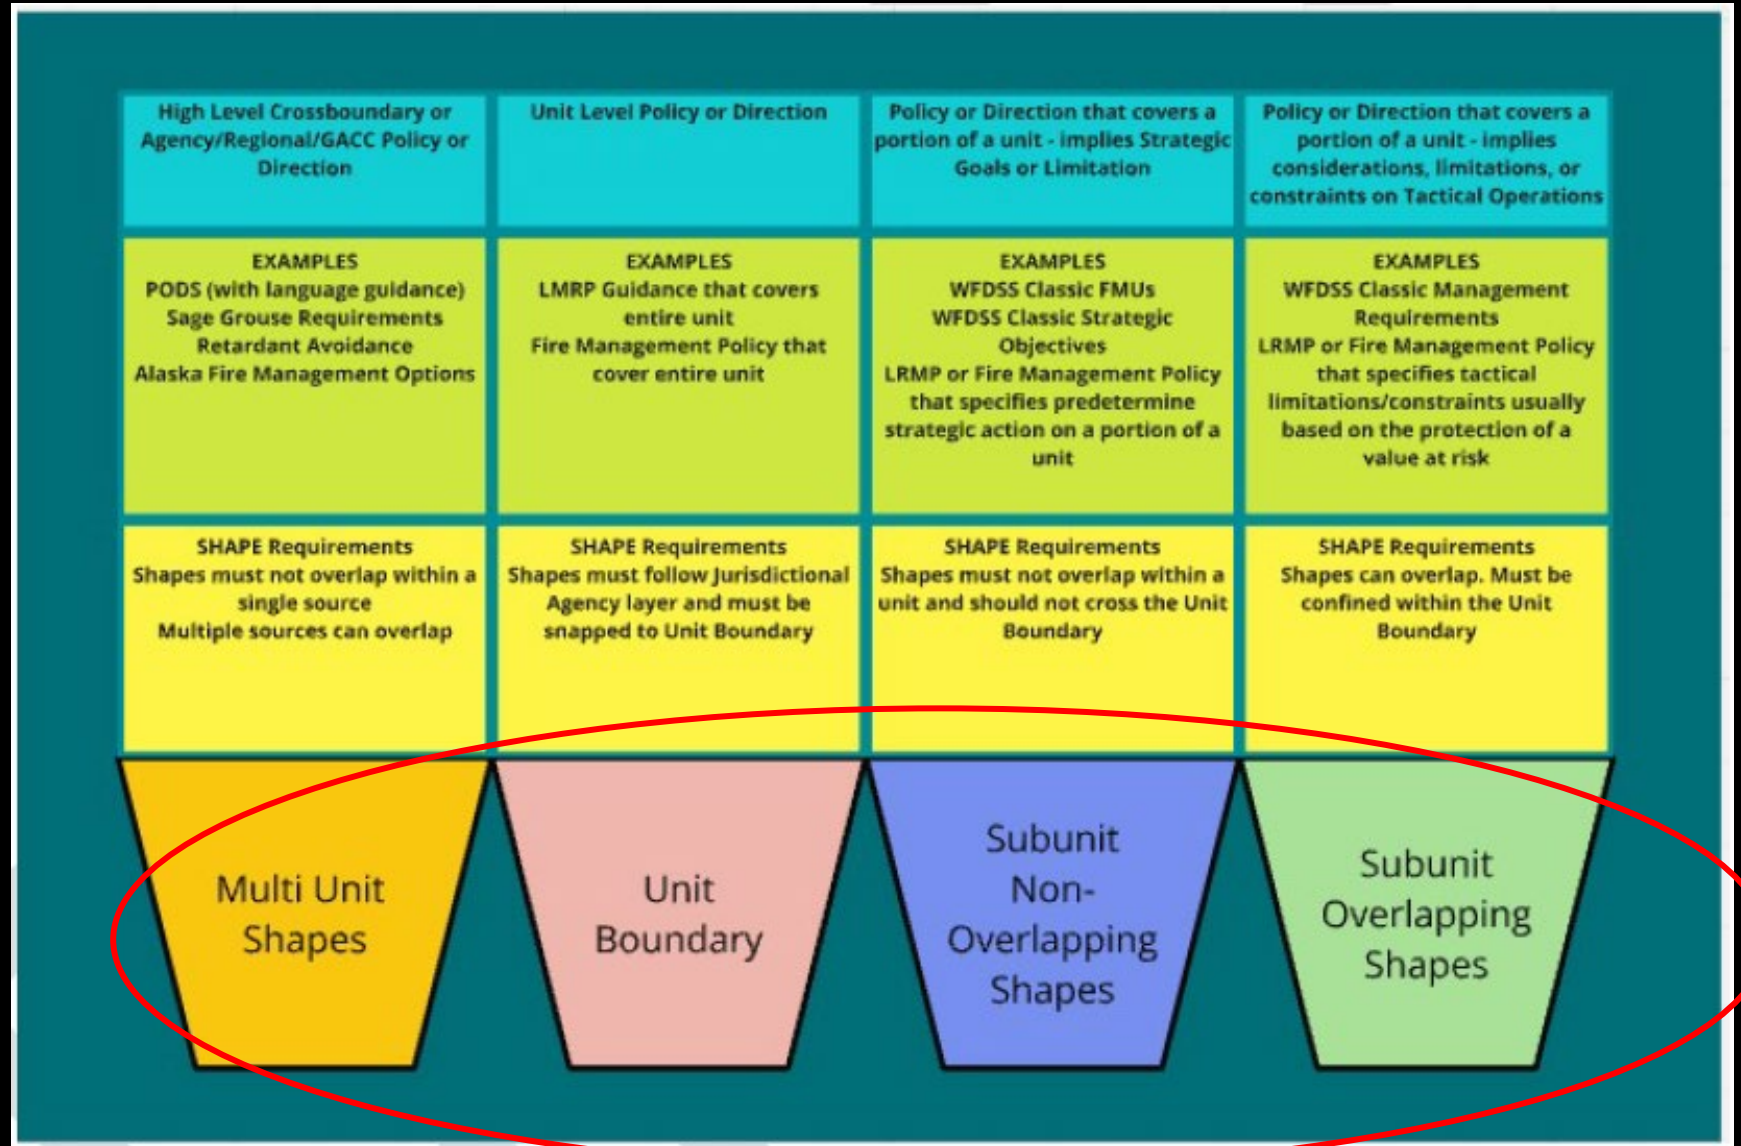 High Level Crossboundary or
Agency/Regional/GACC Policy or
Direction
Unit Level Policy or Direction
Policy or Direction that covers a
portion of a unit - implies Strategic
Goals or Limitation
Policy or Direction that covers a
portion of a unit - implies
considerations, limitations, or
constraints on Tactical Operations
EXAMPLES
PODS (with language guidance)
Sage Grouse Requirements
Retardant Avoidance
Alaska Fire Management Options
EXAMPLES
LMRP Guidance that covers
entire unit
Fire Management Policy that
cover entire unit
EXAMPLES
WFDSS Classic FMUs
WFDSS Classic Strategic
Objectives
LRMP or Fire Management Policy
that specifies predetermine
strategic action on a portion of a
unit
EXAMPLES
WFDSS Classic Management
Requirements
LRMP or Fire Management Policy
that specifies tactical
limitations/constraints usually
based on the protection of a
value at risk
SHAPE Requirements
Shapes must not overlap within a
single source
Multiple sources can overlap
SHAPE Requirements
Shapes must follow Jurisdictional
Agency layer and must be
snapped to Unit Boundary
SHAPE Requirements
Shapes must not overlap within a
unit and should not cross the Unit
Boundary
SHAPE Requirements
Shapes can overlap. Must be
confined within the Unit
Boundary
Multi Unit
Shapes
Unit
Boundary
Subunit
Non-
Overlapping
Shapes
Subunit
Overlapping
Shapes